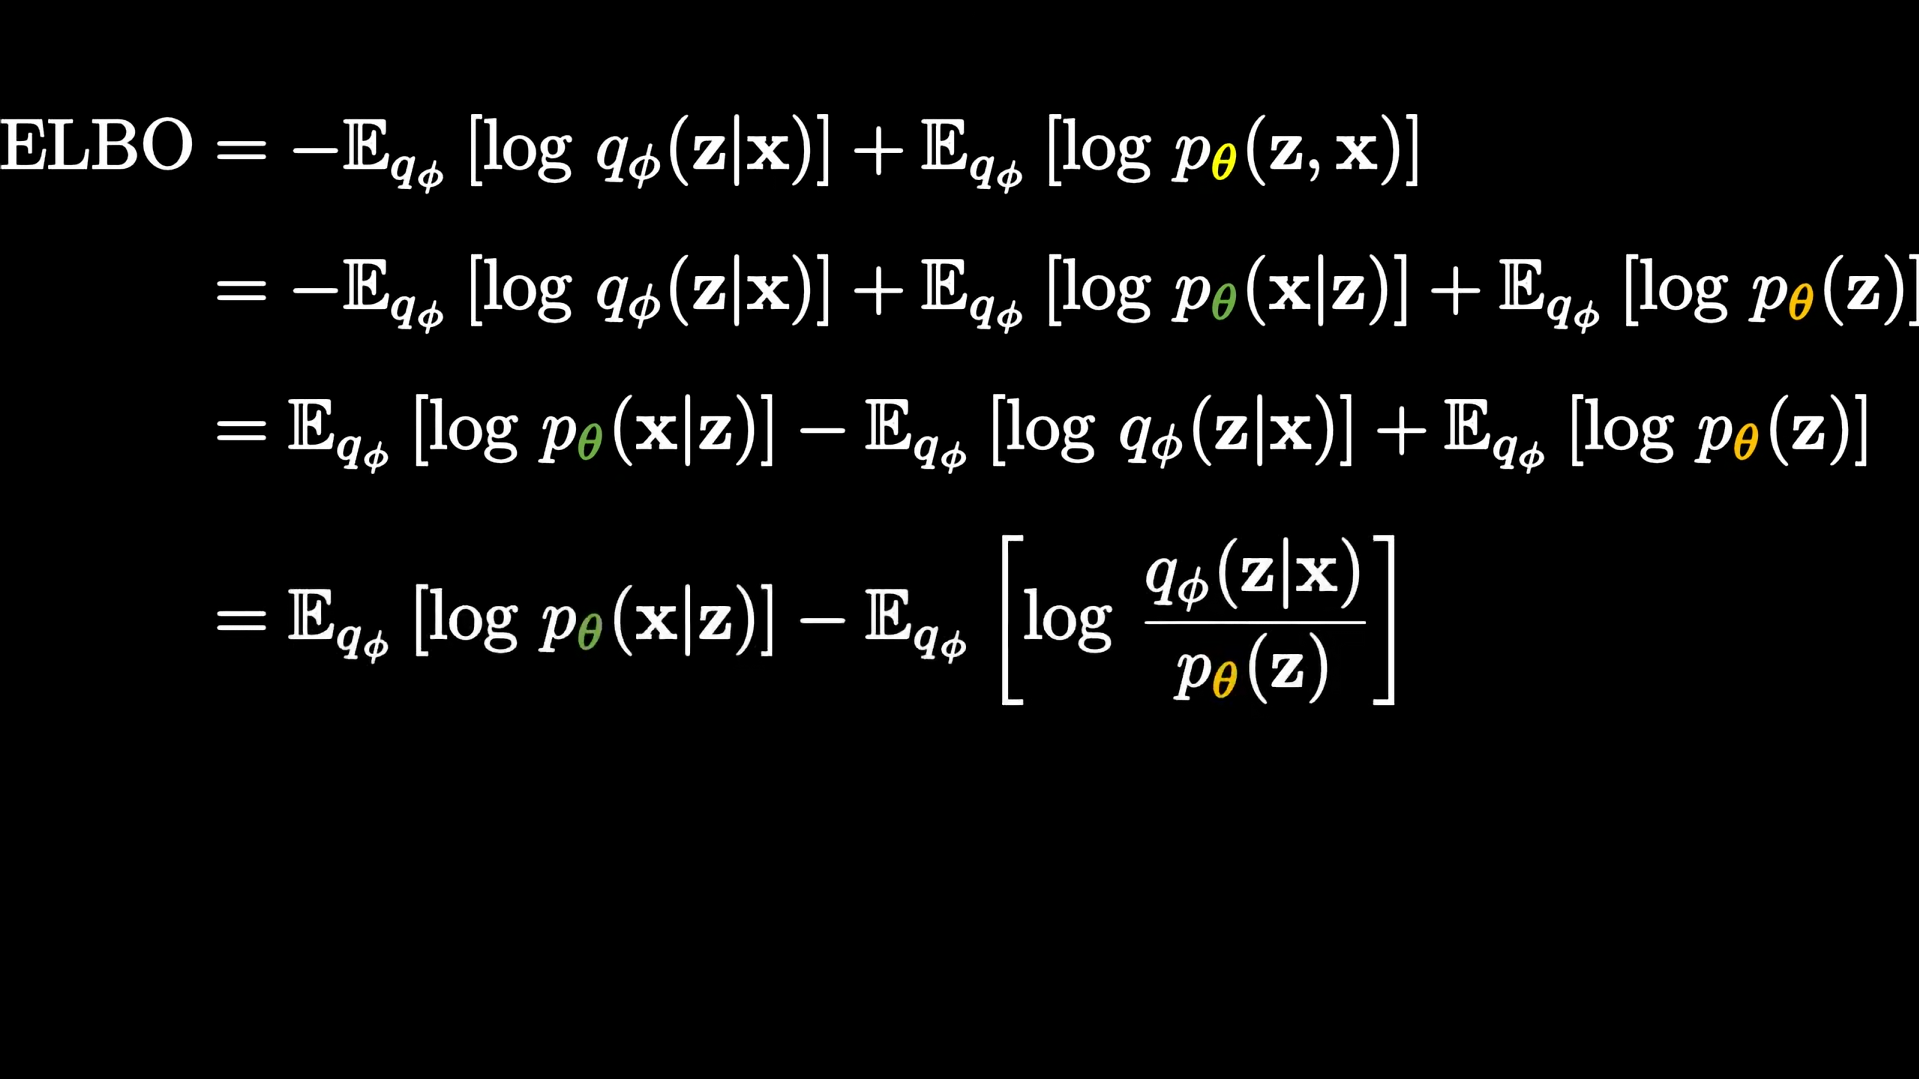 ELBO = −𝔼_{q_ϕ} [log q_ϕ(𝐳|𝐱)] + 𝔼_{q_ϕ} [log p_θ(𝐳, 𝐱)]
= −𝔼_{q_ϕ} [log q_ϕ(𝐳|𝐱)] + 𝔼_{q_ϕ} [log p_θ(𝐱|𝐳)] + 𝔼_{q_ϕ} [log p_θ(𝐳)]
= 𝔼_{q_ϕ} [log p_θ(𝐱|𝐳)] − 𝔼_{q_ϕ} [log q_ϕ(𝐳|𝐱)] + 𝔼_{q_ϕ} [log p_θ(𝐳)]
= 𝔼_{q_ϕ} [log p_θ(𝐱|𝐳)] − 𝔼_{q_ϕ} [log \frac{q_ϕ(𝐳|𝐱)}{p_θ(𝐳)}]